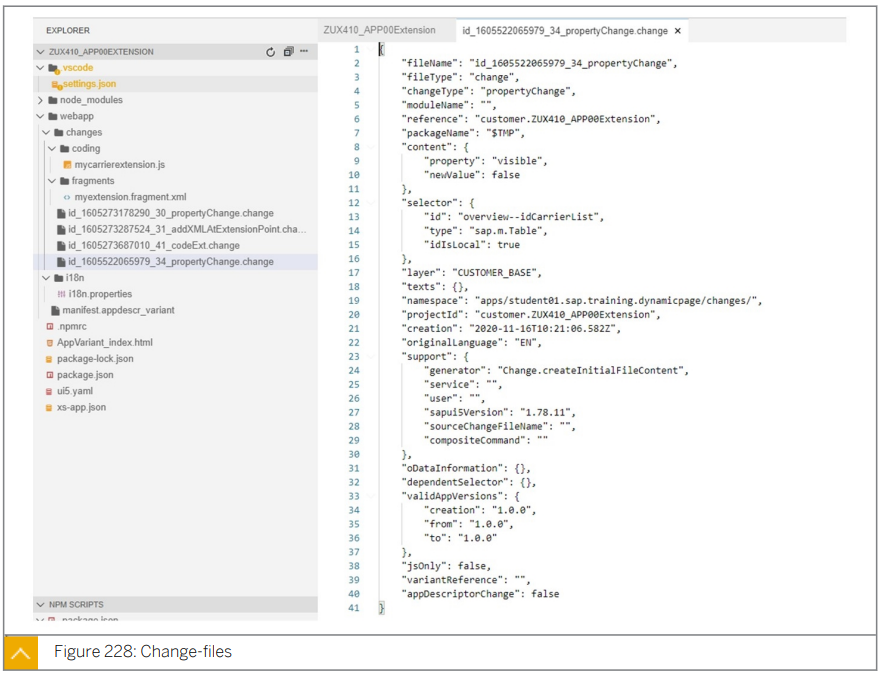 EXPLORER
ZUX410_APP00EXTENSION
vscode
settings.json
node_modules
webapp
changes
coding
mycarrierextension.js
fragments
myextension.fragment.xml
id_1605273178290_30_propertyChange.change
id_1605273287524_31_addXMLAtExtensionPoint.cha...
id_1605273687010_41_codeExt.change
id_1605522065979_34_propertyChange.change
i18n
i18n.properties
manifest.appdescr_variant
.npmrc
AppVariant_index.html
package-lock.json
package.json
ui5.yaml
xs-app.json
NPM SCRIPTS
package.json
ZUX410_APP00Extension
id_1605522065979_34_propertyChange.change ×
1 {
2 "fileName": "id_1605522065979_34_propertyChange",
3 "fileType": "change",
4 "changeType": "propertyChange",
5 "moduleName": "",
6 "reference": "customer.ZUX410_APP00Extension",
7 "packageName": "$TMP",
8 "content": {
9 "property": "visible",
10 "newValue": false
11 },
12 "selector": {
13 "id": "overview--idCarrierList",
14 "type": "sap.m.Table",
15 "idIsLocal": true
16 },
17 "layer": "CUSTOMER_BASE",
18 "texts": {},
19 "namespace": "apps/student01.sap.training.dynamicpage/changes/",
20 "projectId": "customer.ZUX410_APP00Extension",
21 "creation": "2020-11-16T10:21:06.582Z",
22 "originalLanguage": "EN",
23 "support": {
24 "generator": "Change.createInitialFileContent",
25 "service": "",
26 "user": "",
27 "sapui5Version": "1.78.11",
28 "sourceChangeFileName": "",
29 "compositeCommand": ""
30 },
31 "oDataInformation": {},
32 "dependentSelector": {},
33 "validAppVersions": {
34 "creation": "1.0.0",
35 "from": "1.0.0",
36 "to": "1.0.0"
37 },
38 "jsOnly": false,
39 "variantReference": "",
40 "appDescriptorChange": false
41 }
Figure 228: Change-files